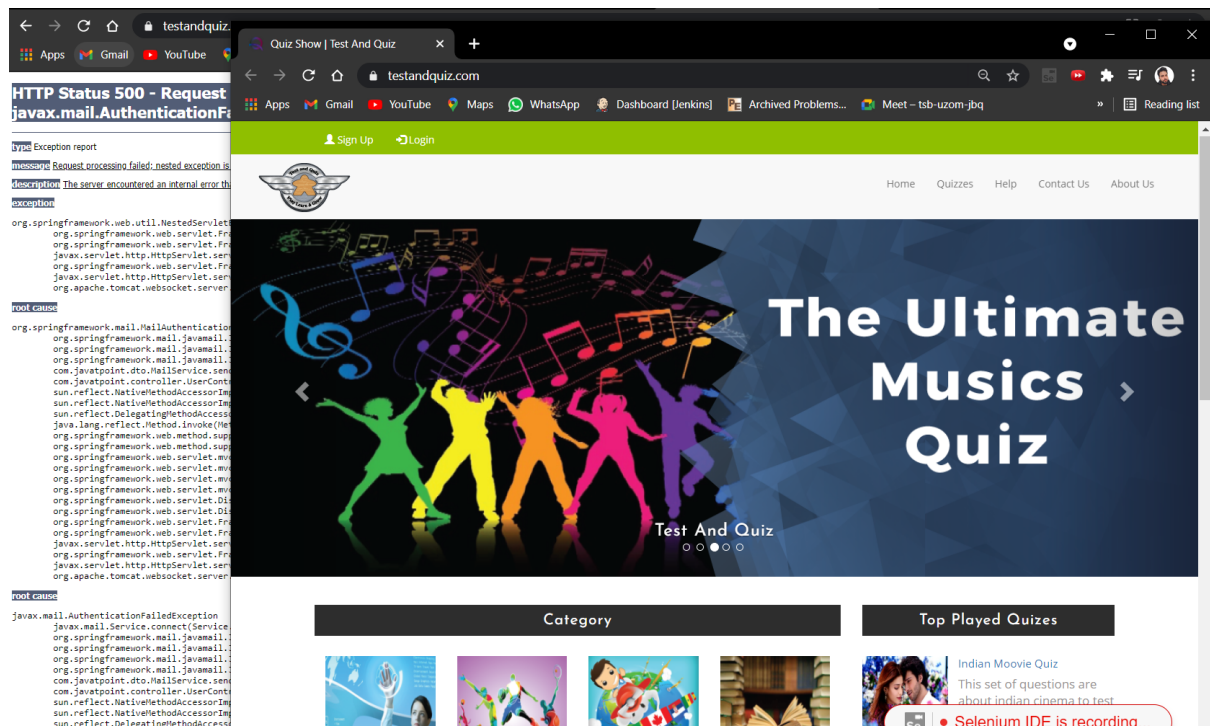 testandquiz.
Apps Gmail YouTube
HTTP Status 500 - Request
javax.mail.AuthenticationFa
type Exception report
message Request processing failed; nested exception is
description The server encountered an internal error th
exception
org.springframework.web.util.NestedServletE
org.springframework.web.servlet.Fra
org.springframework.web.servlet.Fra
javax.servlet.http.HttpServlet.serv
org.springframework.web.servlet.Fra
javax.servlet.http.HttpServlet.serv
org.apache.tomcat.websocket.server.
root cause
org.springframework.mail.MailAuthentication
org.springframework.mail.javamail.J
org.springframework.mail.javamail.J
org.springframework.mail.javamail.J
com.javatpoint.dto.MailService.send
com.javatpoint.controller.UserContr
sun.reflect.NativeMethodAccessorImp
sun.reflect.NativeMethodAccessorImp
sun.reflect.DelegatingMethodAccesso
java.lang.reflect.Method.invoke(Met
org.springframework.web.method.supp
org.springframework.web.method.supp
org.springframework.web.servlet.mvc
org.springframework.web.servlet.mvc
org.springframework.web.servlet.mvc
org.springframework.web.servlet.Dis
org.springframework.web.servlet.Dis
org.springframework.web.servlet.Fra
org.springframework.web.servlet.Fra
javax.servlet.http.HttpServlet.serv
org.springframework.web.servlet.Fra
javax.servlet.http.HttpServlet.serv
org.apache.tomcat.websocket.server.
root cause
javax.mail.AuthenticationFailedException
javax.mail.Service.connect(Service.
org.springframework.mail.javamail.J
org.springframework.mail.javamail.J
org.springframework.mail.javamail.J
com.javatpoint.dto.MailService.send
com.javatpoint.controller.UserContr
sun.reflect.NativeMethodAccessorImp
sun.reflect.NativeMethodAccessorImp
sun.reflect.DelegatingMethodAccesso
Quiz Show | Test And Quiz
testandquiz.com
Apps Gmail YouTube Maps WhatsApp Dashboard [Jenkins] Archived Problems... Meet – tsb-uzom-jbq » Reading list
Sign Up Login
Home Quizzes Help Contact Us About Us
The Ultimate
Musics
Quiz
Test And Quiz
Category
Top Played Quizes
Indian Moovie Quiz
This set of questions are
about indian cinema to test
Selenium IDE is recording